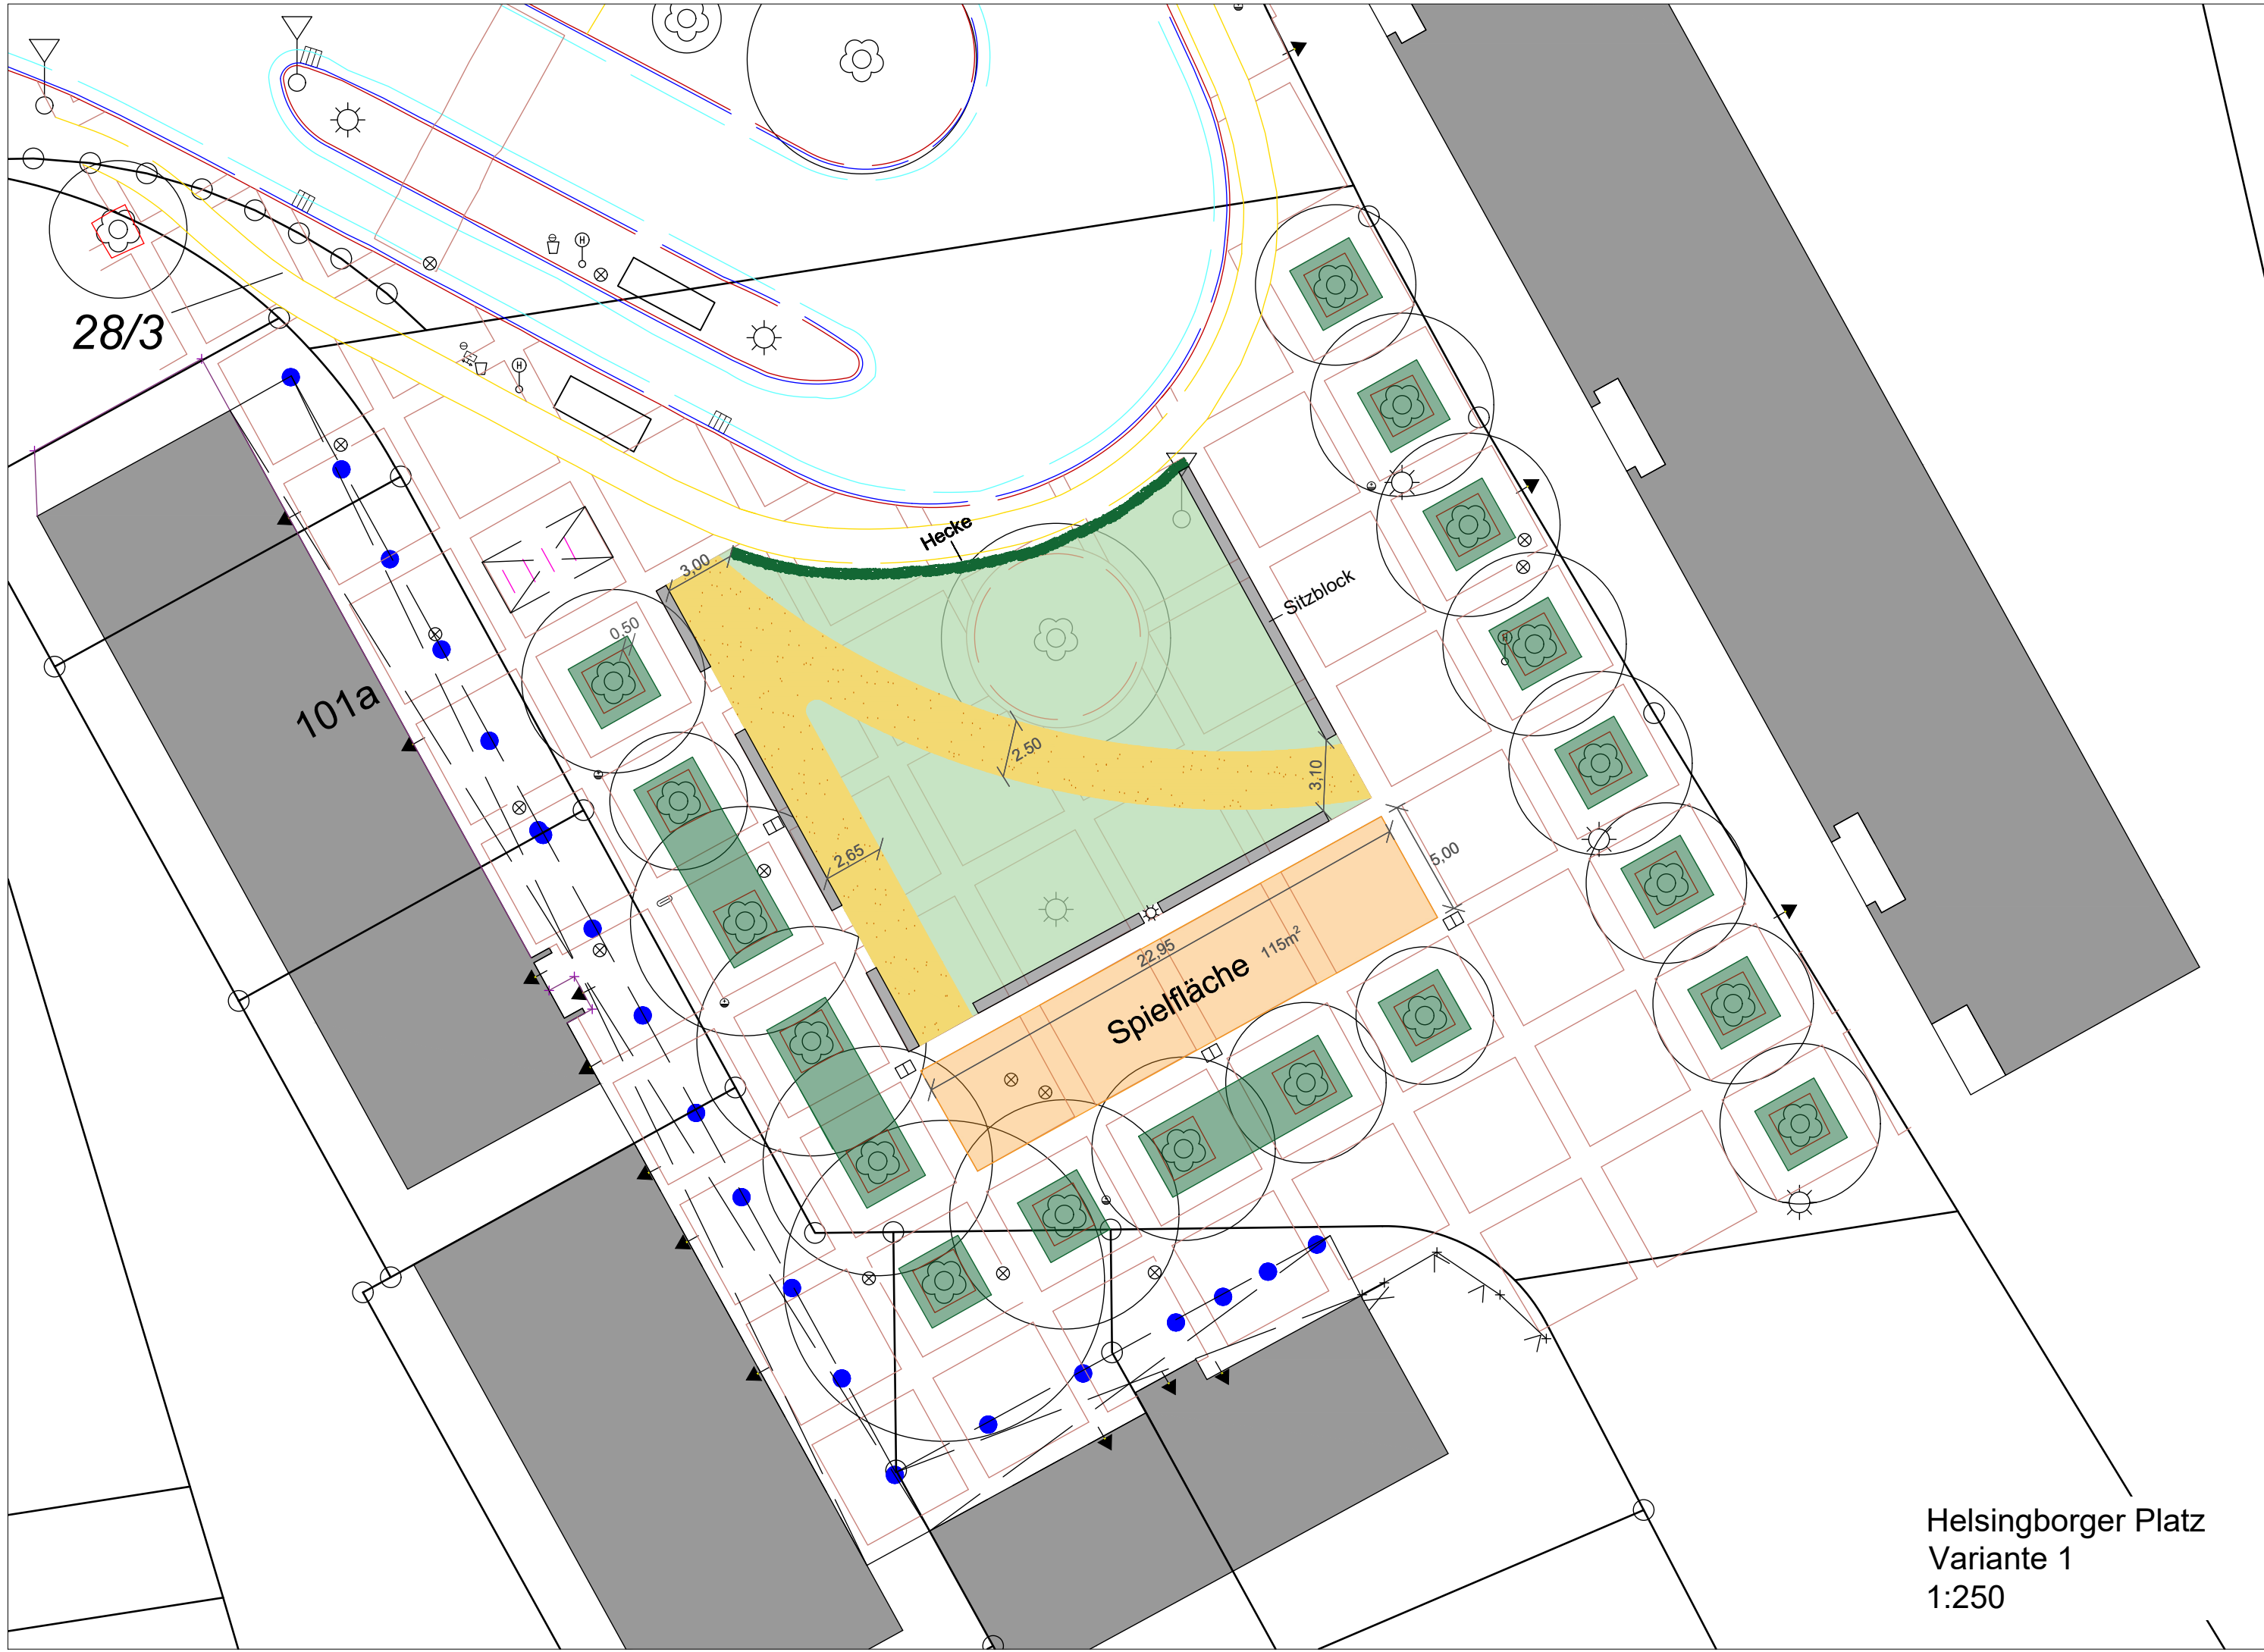 H
28/3
H
Hecke
3,00
Sitzblock
0,50
H
101a
2.50
3,10
2,65
5,00
22,95
115m²
Spielfläche
Helsingborger Platz
Variante 1
1:250